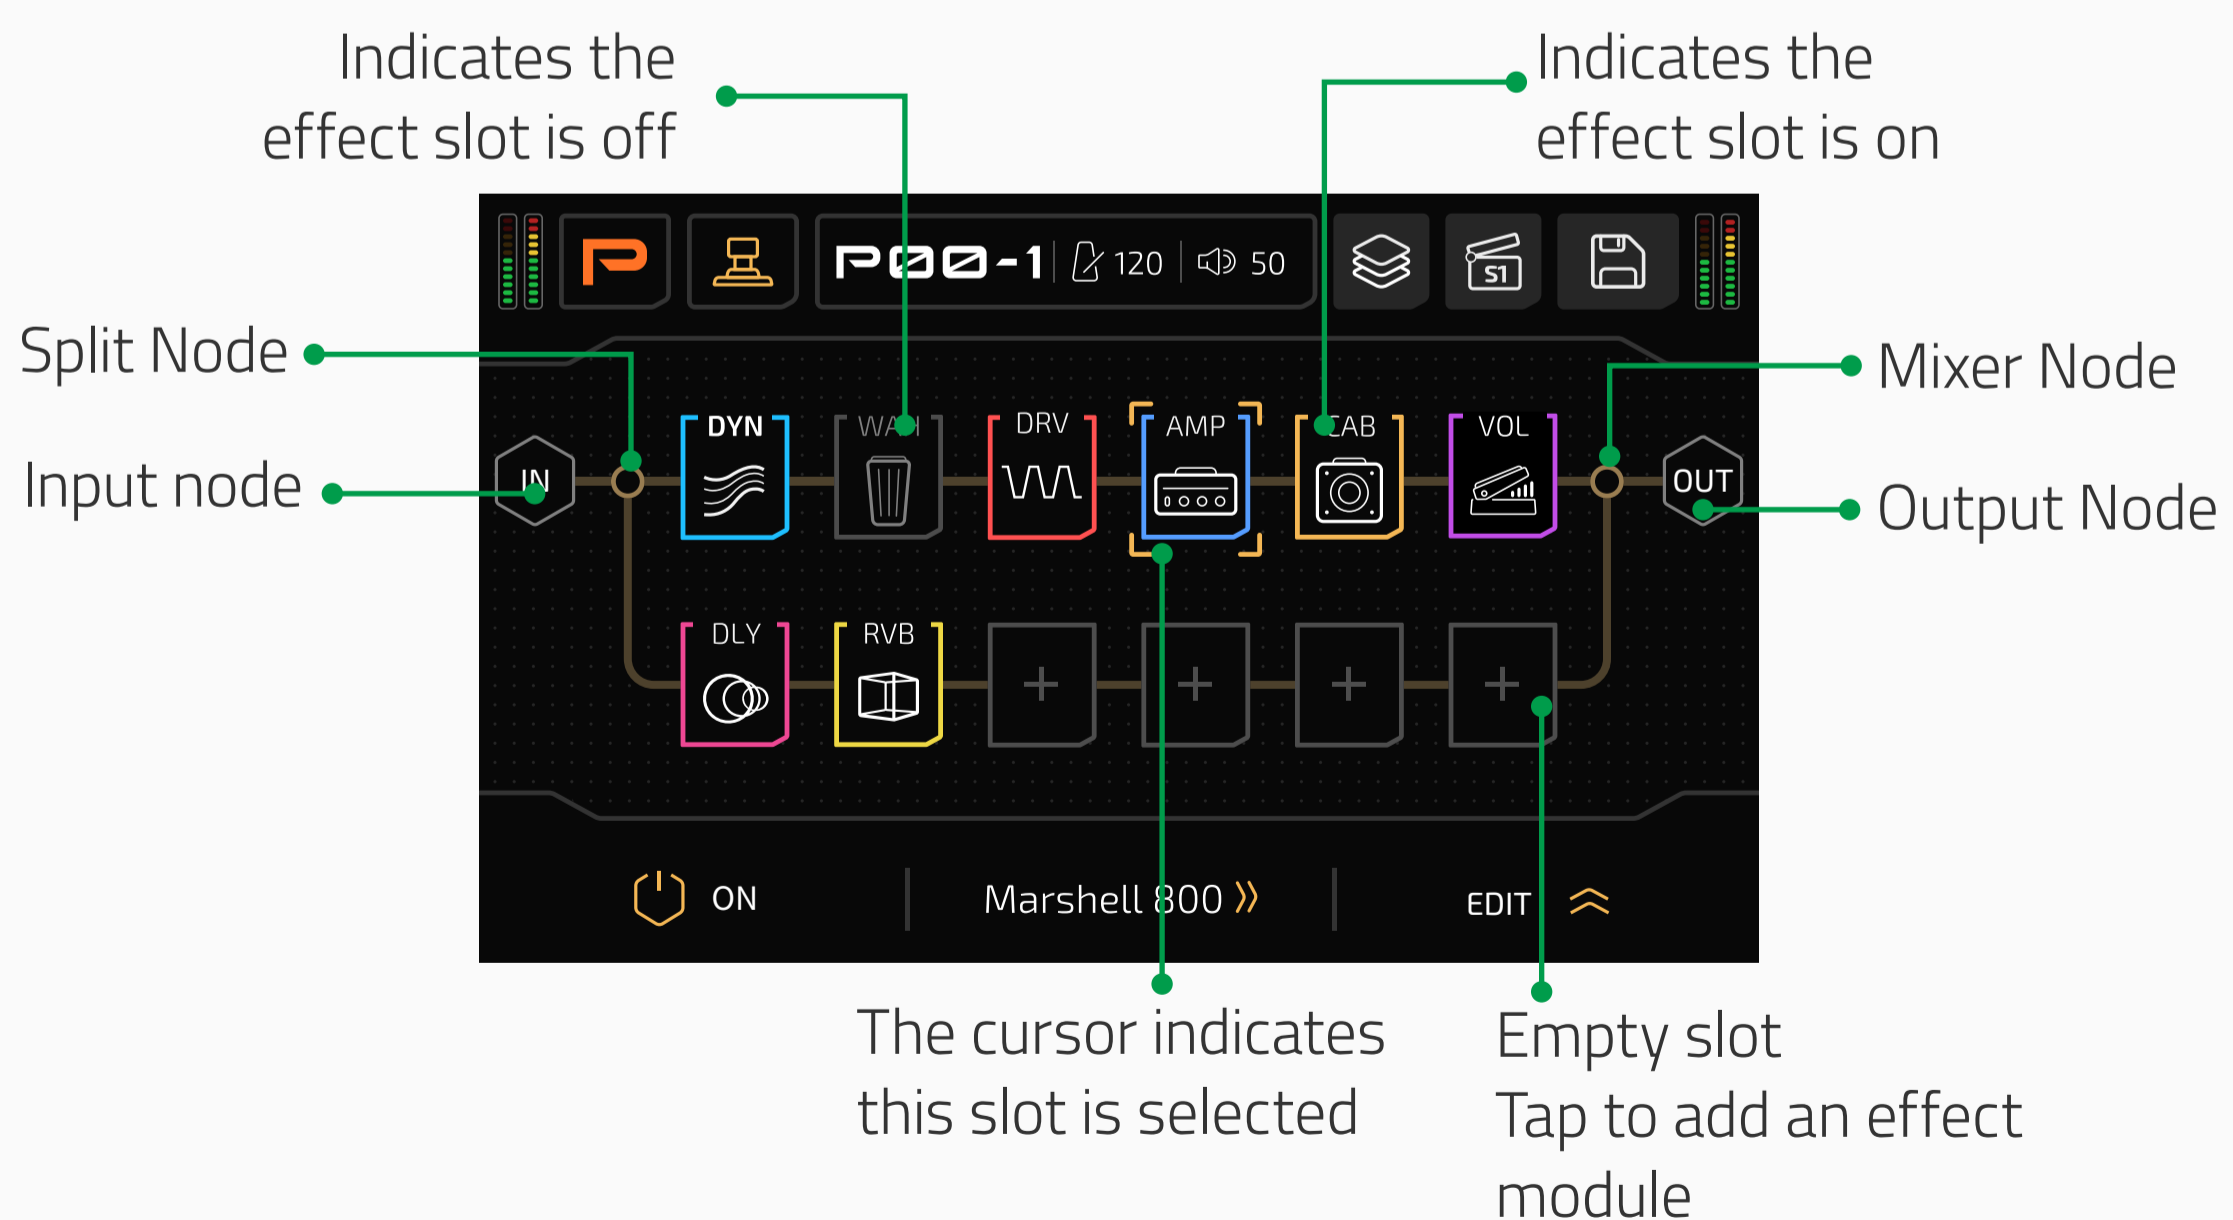 Indicates the
effect slot is off
Indicates the
effect slot is on
P00-1 120 50
S1
Split Node
Mixer Node
Input node
Output Node
IN
DYN
WAH
DRV
AMP
CAB
VOL
OUT
DLY
RVB
+
+
+
+
ON
Marshell 800
EDIT
The cursor indicates
this slot is selected
Empty slot
Tap to add an effect
module